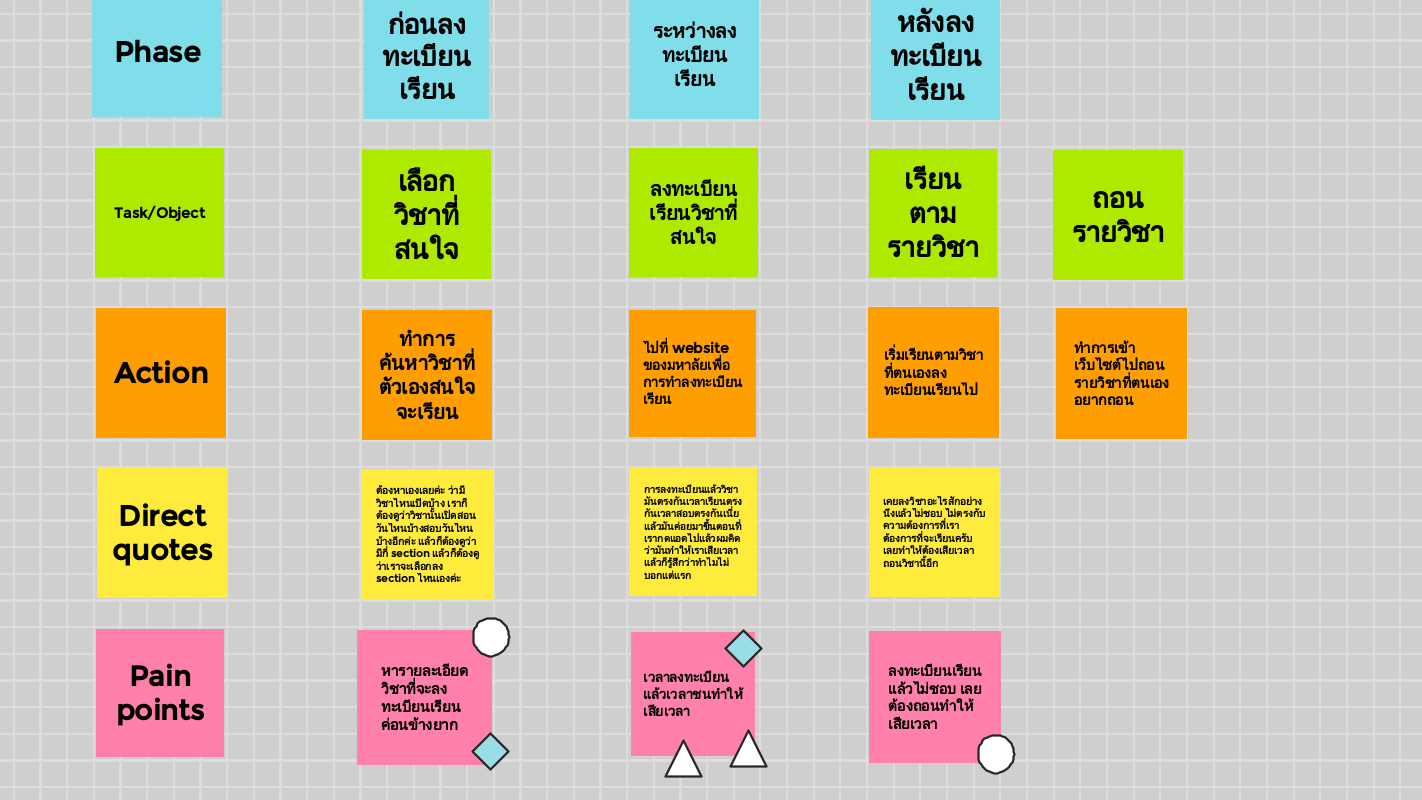 Phase
ก่อนลง
ทะเบียน
เรียน
ระหว่างลง
ทะเบียน
เรียน
หลังลง
ทะเบียน
เรียน
Task/Object
เลือก
วิชาที่
สนใจ
ลงทะเบียน
เรียนวิชาที่
สนใจ
เรียน
ตาม
รายวิชา
ถอน
รายวิชา
Action
ทำการ
ค้นหาวิชาที่
ตัวเองสนใจ
จะเรียน
ไปที่ website
ของมหาลัยเพื่อ
การทำลงทะเบียน
เรียน
เริ่มเรียนตามวิชา
ที่ตนเองลง
ทะเบียนเรียนไป
ทำการเข้า
เว็บไซต์ไปถอน
รายวิชาที่ตนเอง
อยากถอน
Direct
quotes
ต้องหาเองเลยค่ะ ว่ามี
วิชาไหนเปิดบ้าง เราก็
ต้องดูว่าวิชานั้นเปิดสอน
วันไหนบ้างสอบวันไหน
บ้างอีกค่ะ แล้วก็ต้องดูว่า
มีกี่ section แล้วก็ต้องดู
ว่าเราจะเลือกลง
section ไหนเองค่ะ
การลงทะเบียนแล้ววิชา
มันตรงกันเวลาเรียนตรง
กันเวลาสอบตรงกันเนี่ย
แล้วมันค่อยมาขึ้นตอนที่
เรากดแอดไปแล้วผมคิด
ว่ามันทำให้เราเสียเวลา
แล้วก็รู้สึกว่าทำไมไม่
บอกแต่แรก
เคยลงวิชาอะไรสักอย่าง
นึงแล้วไม่ชอบ ไม่ตรงกับ
ความต้องการที่เรา
ต้องการที่จะเรียนครับ
เลยทำให้ต้องเสียเวลา
ถอนวิชานี้อีก
Pain
points
หารายละเอียด
วิชาที่จะลง
ทะเบียนเรียน
ค่อนข้างยาก
เวลาลงทะเบียน
แล้วเวลาชนทำให้
เสียเวลา
ลงทะเบียนเรียน
แล้วไม่ชอบ เลย
ต้องถอนทำให้
เสียเวลา